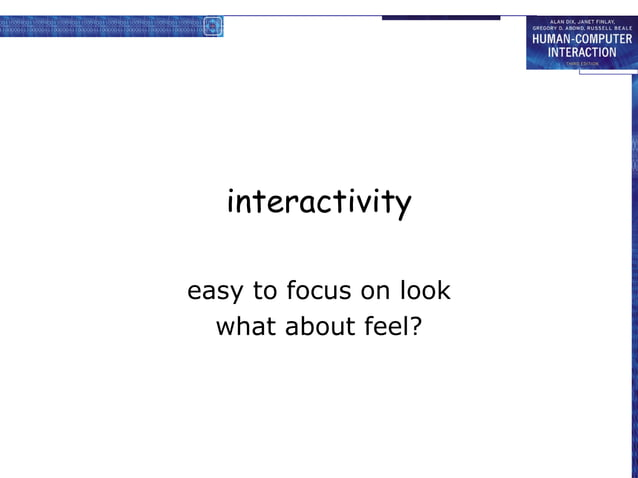 ALAN DIX, JANET FINLAY,
GREGORY D. ABOWD, RUSSELL BEALE
HUMAN-COMPUTER
INTERACTION
THIRD EDITION
interactivity
easy to focus on look
what about feel?